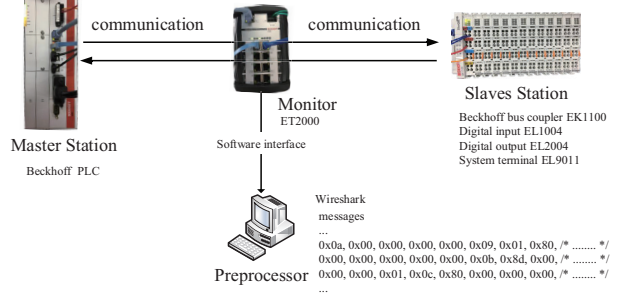 communication
communication
Monitor
ET2000
Slaves Station
Beckhoff bus coupler EK1100
Digital input EL1004
Digital output EL2004
System terminal EL9011
Master Station
Beckhoff PLC
Software interface
Wireshark
messages
...
0x0a, 0x00, 0x00, 0x00, 0x00, 0x09, 0x01, 0x80, /* ........ */
0x00, 0x00, 0x00, 0x00, 0x00, 0x0b, 0x8d, 0x00, /* ........ */
0x00, 0x00, 0x01, 0x0c, 0x80, 0x00, 0x00, 0x00, /* ........ */
...
Preprocessor